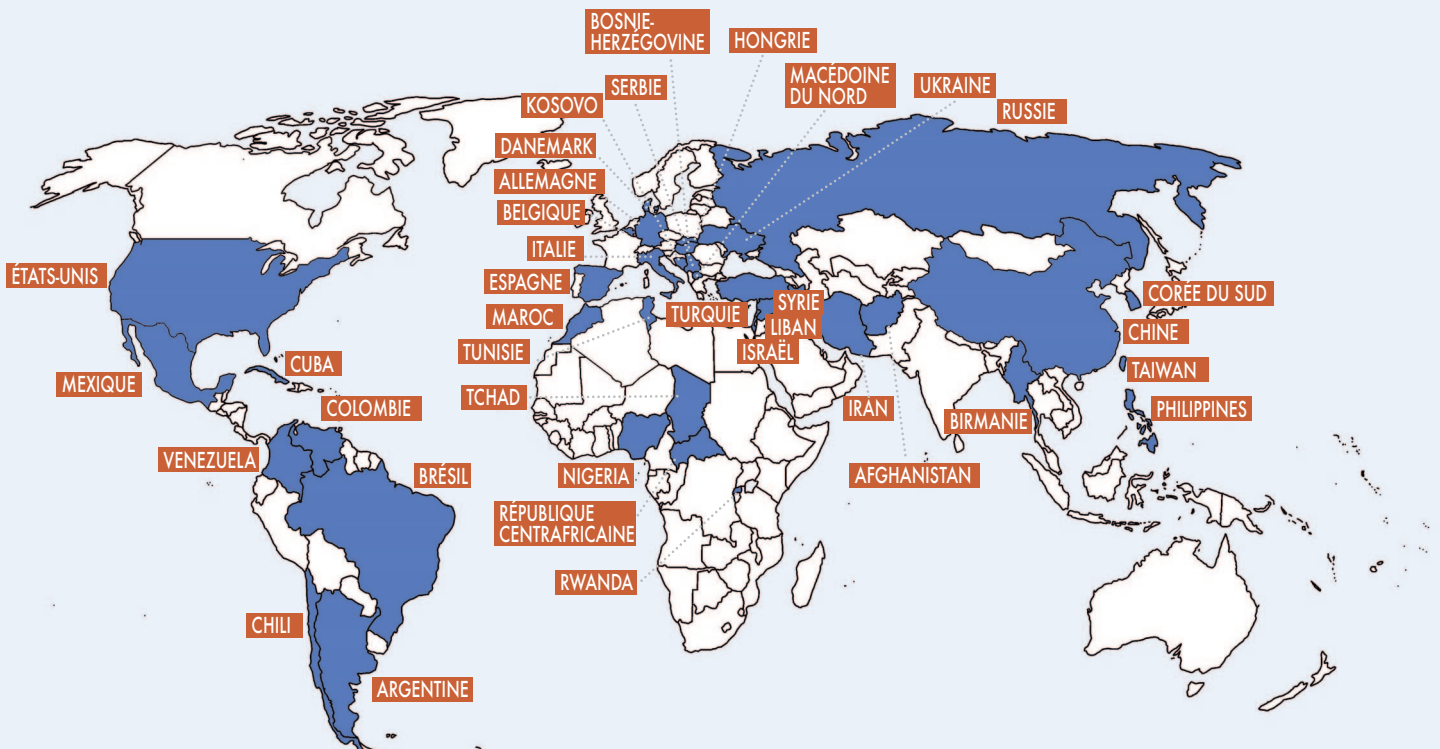 BOSNIE-
HERZÉGOVINE
HONGRIE
SERBIE
MACÉDOINE
DU NORD
UKRAINE
KOSOVO
RUSSIE
DANEMARK
ALLEMAGNE
BELGIQUE
ITALIE
ÉTATS-UNIS
ESPAGNE
CORÉE DU SUD
SYRIE
MAROC
TURQUIE
LIBAN
CHINE
TUNISIE
ISRAËL
CUBA
TAIWAN
MEXIQUE
TCHAD
COLOMBIE
IRAN
PHILIPPINES
BIRMANIE
VENEZUELA
BRÉSIL
NIGERIA
AFGHANISTAN
RÉPUBLIQUE
CENTRAFRICAINE
RWANDA
CHILI
ARGENTINE